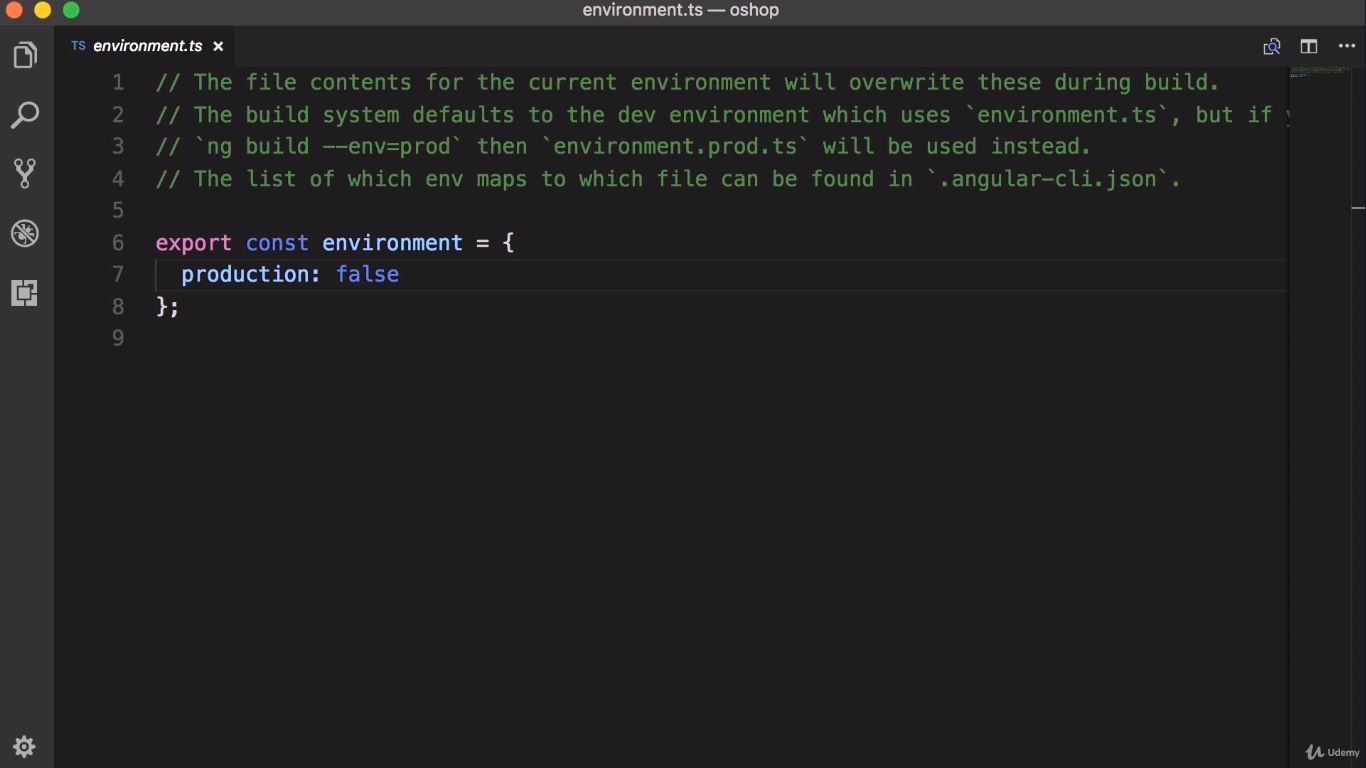 environment.ts — oshop
TS environment.ts ×
1 // The file contents for the current environment will overwrite these during build.
2 // The build system defaults to the dev environment which uses `environment.ts`, but if
3 // `ng build --env=prod` then `environment.prod.ts` will be used instead.
4 // The list of which env maps to which file can be found in `.angular-cli.json`.
5
6 export const environment = {
7   production: false
8 };
9
Udemy